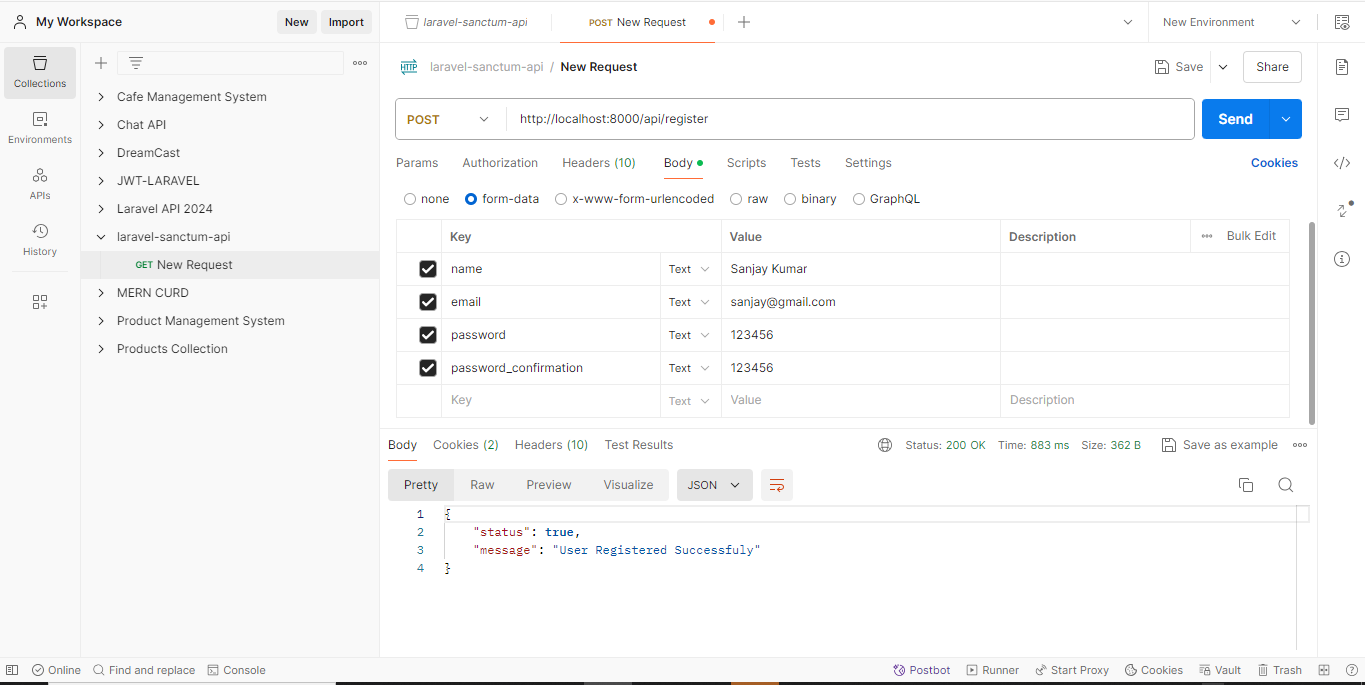 My Workspace New Import
laravel-sanctum-api POST New Request New Environment
Collections
Environments
APIs
History
Cafe Management System
Chat API
DreamCast
JWT-LARAVEL
Laravel API 2024
laravel-sanctum-api
GET New Request
MERN CURD
Product Management System
Products Collection
HTTP laravel-sanctum-api / New Request Save Share
POST http://localhost:8000/api/register Send
Params Authorization Headers (10) Body Scripts Tests Settings Cookies
none form-data x-www-form-urlencoded raw binary GraphQL
Key Value Description Bulk Edit
name Text Sanjay Kumar
email Text sanjay@gmail.com
password Text 123456
password_confirmation Text 123456
Key Text Value Description
Body Cookies (2) Headers (10) Test Results Status: 200 OK Time: 883 ms Size: 362 B Save as example
Pretty Raw Preview Visualize JSON
1 {
2 "status": true,
3 "message": "User Registered Successfuly"
4 }
Online Find and replace Console Postbot Runner Start Proxy Cookies Vault Trash